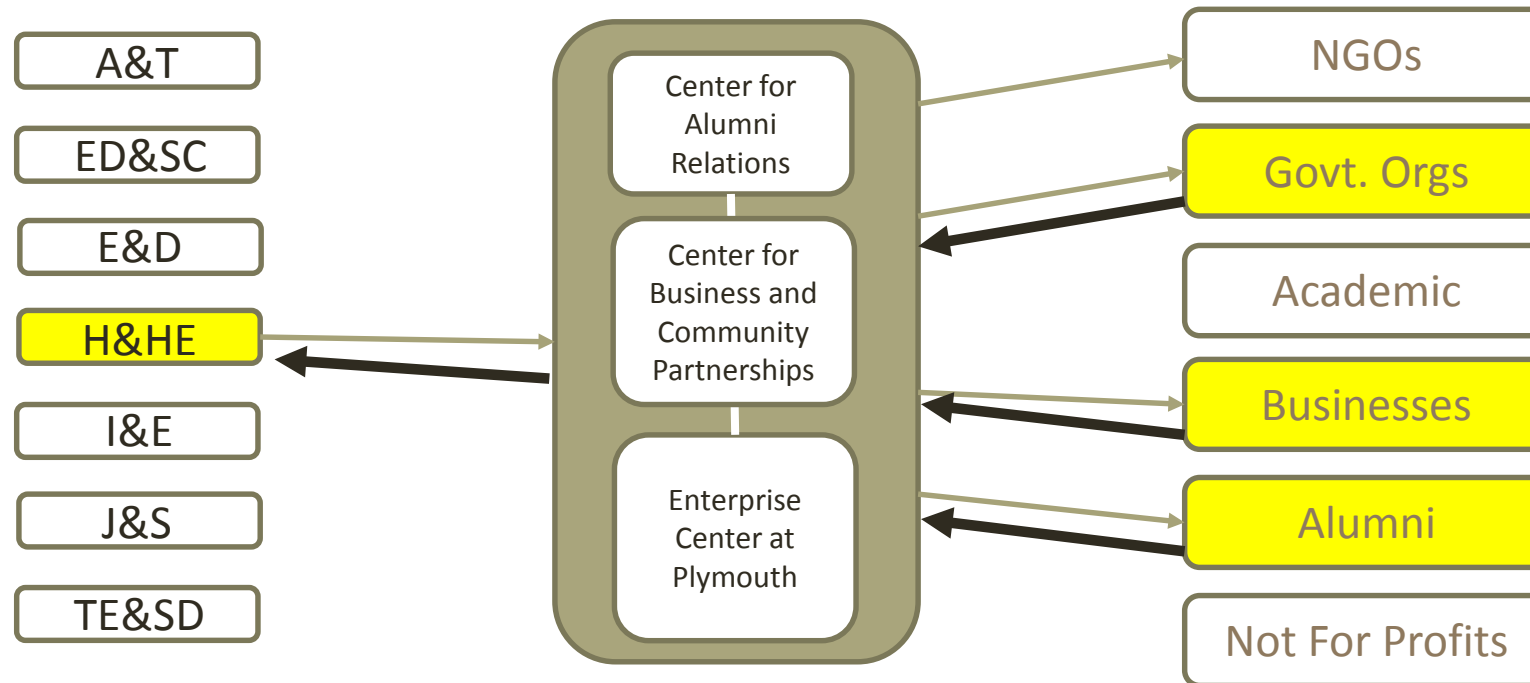 A&T
ED&SC
E&D
H&HE
I&E
J&S
TE&SD
Center for
Alumni
Relations
Center for
Business and
Community
Partnerships
Enterprise
Center at
Plymouth
NGOs
Govt. Orgs
Academic
Businesses
Alumni
Not For Profits